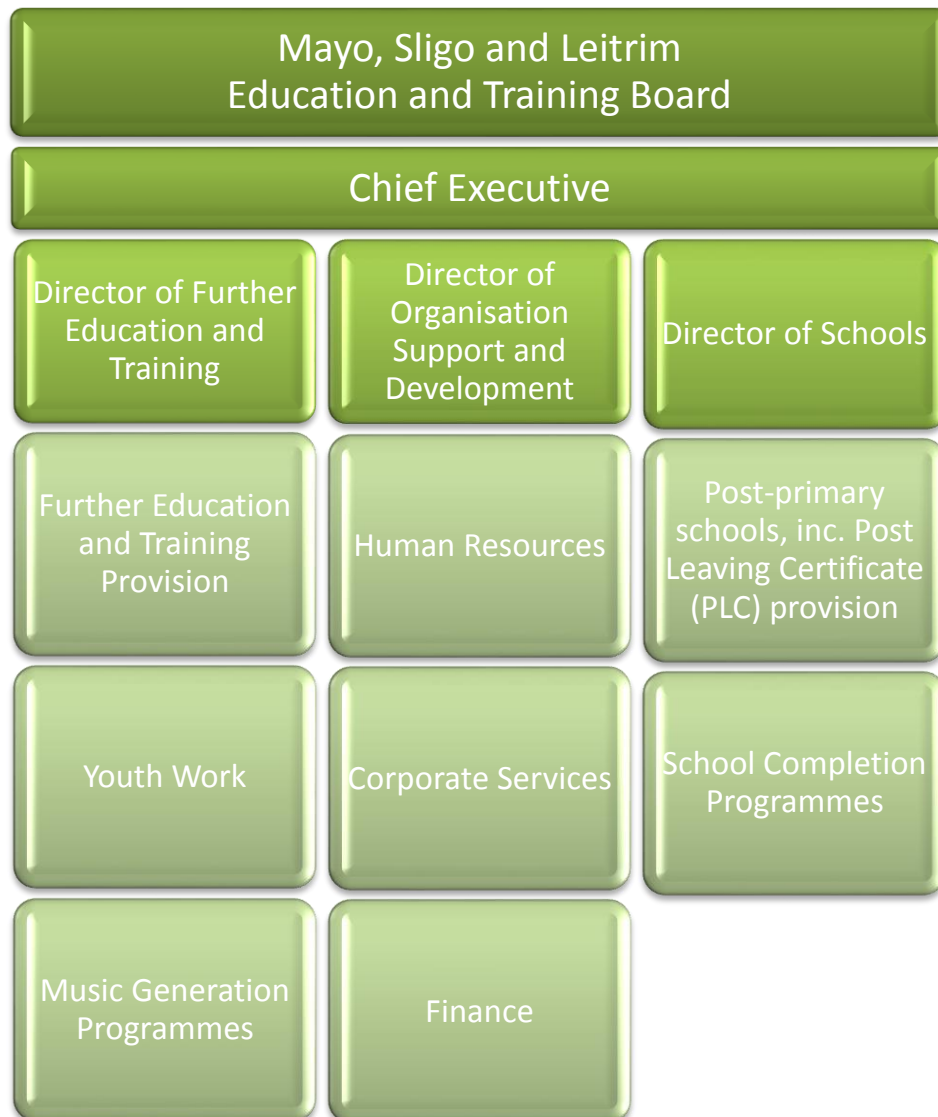 Mayo, Sligo and Leitrim
Education and Training Board
Chief Executive
Director of Further
Education and
Training
Director of
Organisation
Support and
Development
Director of Schools
Further Education
and Training
Provision
Human Resources
Post-primary
schools, inc. Post
Leaving Certificate
(PLC) provision
Youth Work
Corporate Services
School Completion
Programmes
Music Generation
Programmes
Finance